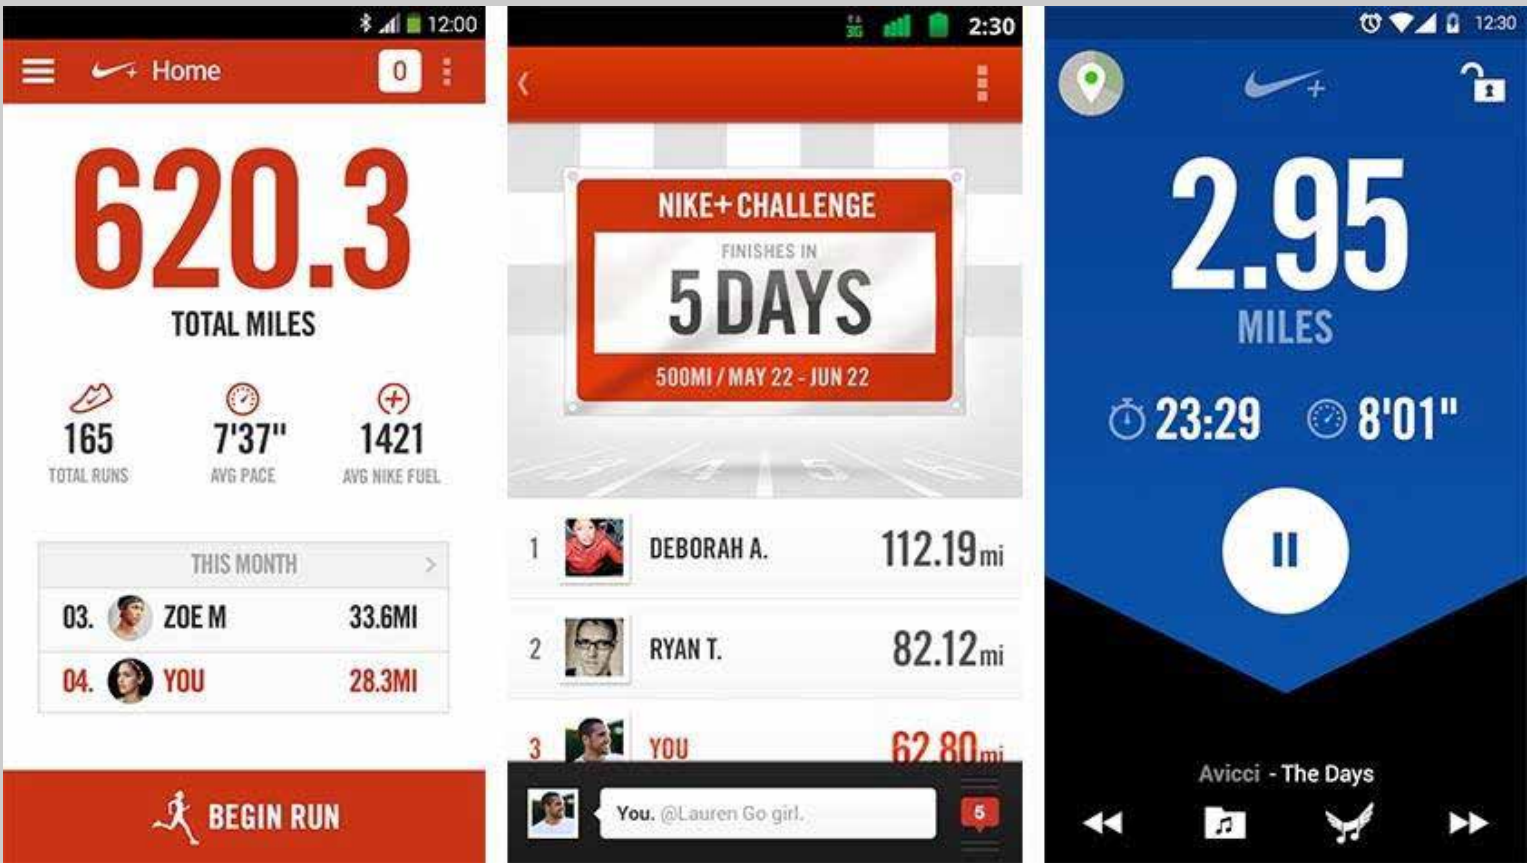 12:00
Home
0
620.3
TOTAL MILES
165
TOTAL RUNS
7'37"
AVG PACE
1421
AVG NIKE FUEL
THIS MONTH
03. ZOE M 33.6MI
04. YOU 28.3MI
BEGIN RUN
3G 2:30
NIKE+ CHALLENGE
FINISHES IN
5 DAYS
500MI / MAY 22 - JUN 22
1 DEBORAH A. 112.19mi
2 RYAN T. 82.12mi
3 YOU 62.80mi
You. @Lauren Go girl.
5
12:30
2.95
MILES
23:29 8'01"
Avicci - The Days